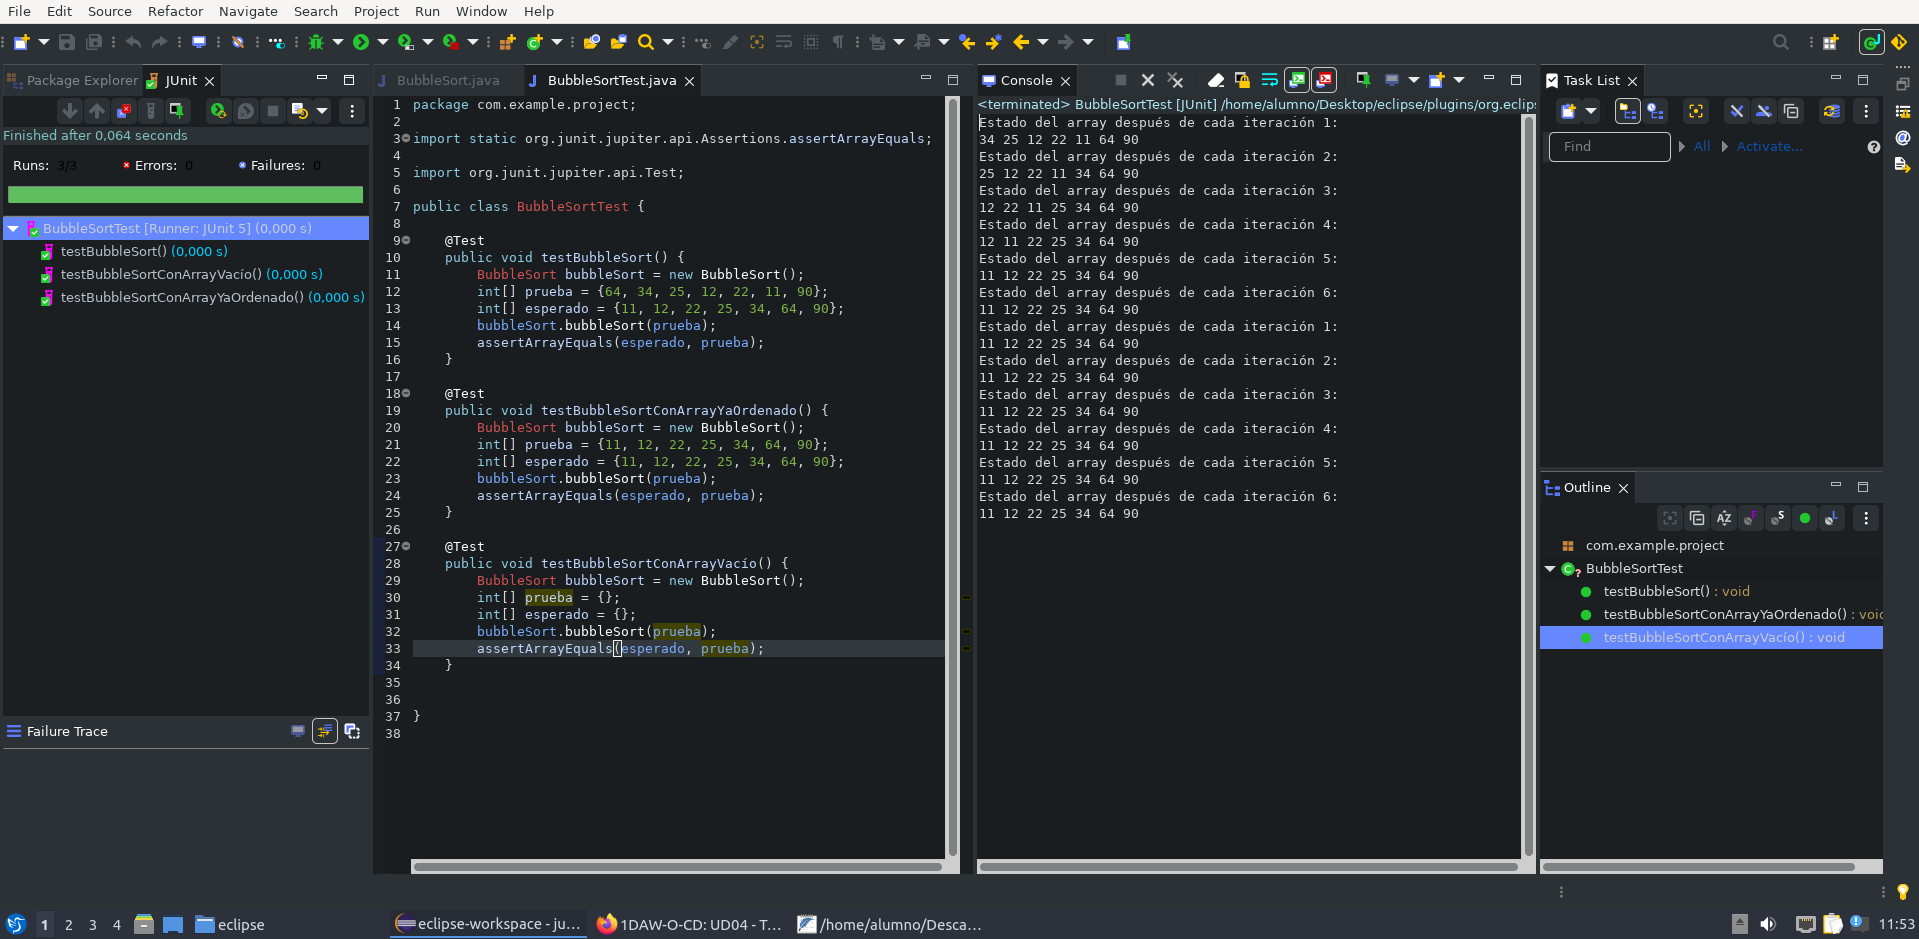 File Edit Source Refactor Navigate Search Project Run Window Help
Package Explorer JUnit
Finished after 0,064 seconds
Runs: 3/3 Errors: 0 Failures: 0
BubbleSortTest [Runner: JUnit 5] (0,000 s)
testBubbleSort() (0,000 s)
testBubbleSortConArrayVacío() (0,000 s)
testBubbleSortConArrayYaOrdenado() (0,000 s)
Failure Trace
BubbleSort.java BubbleSortTest.java
1 package com.example.project;
2
3 import static org.junit.jupiter.api.Assertions.assertArrayEquals;
4
5 import org.junit.jupiter.api.Test;
6
7 public class BubbleSortTest {
8
9 @Test
10 public void testBubbleSort() {
11 BubbleSort bubbleSort = new BubbleSort();
12 int[] prueba = {64, 34, 25, 12, 22, 11, 90};
13 int[] esperado = {11, 12, 22, 25, 34, 64, 90};
14 bubbleSort.bubbleSort(prueba);
15 assertArrayEquals(esperado, prueba);
16 }
17
18 @Test
19 public void testBubbleSortConArrayYaOrdenado() {
20 BubbleSort bubbleSort = new BubbleSort();
21 int[] prueba = {11, 12, 22, 25, 34, 64, 90};
22 int[] esperado = {11, 12, 22, 25, 34, 64, 90};
23 bubbleSort.bubbleSort(prueba);
24 assertArrayEquals(esperado, prueba);
25 }
26
27 @Test
28 public void testBubbleSortConArrayVacío() {
29 BubbleSort bubbleSort = new BubbleSort();
30 int[] prueba = {};
31 int[] esperado = {};
32 bubbleSort.bubbleSort(prueba);
33 assertArrayEquals(esperado, prueba);
34 }
35
36
37 }
38
Console
<terminated> BubbleSortTest [JUnit] /home/alumno/Desktop/eclipse/plugins/org.eclips
Estado del array después de cada iteración 1:
34 25 12 22 11 64 90
Estado del array después de cada iteración 2:
25 12 22 11 34 64 90
Estado del array después de cada iteración 3:
12 22 11 25 34 64 90
Estado del array después de cada iteración 4:
12 11 22 25 34 64 90
Estado del array después de cada iteración 5:
11 12 22 25 34 64 90
Estado del array después de cada iteración 6:
11 12 22 25 34 64 90
Estado del array después de cada iteración 1:
11 12 22 25 34 64 90
Estado del array después de cada iteración 2:
11 12 22 25 34 64 90
Estado del array después de cada iteración 3:
11 12 22 25 34 64 90
Estado del array después de cada iteración 4:
11 12 22 25 34 64 90
Estado del array después de cada iteración 5:
11 12 22 25 34 64 90
Estado del array después de cada iteración 6:
11 12 22 25 34 64 90
Task List
Find All Activate...
Outline
com.example.project
BubbleSortTest
testBubbleSort() : void
testBubbleSortConArrayYaOrdenado() : voic
testBubbleSortConArrayVacío() : void
1 2 3 4 eclipse eclipse-workspace - ju... 1DAW-O-CD: UD04 - T... /home/alumno/Desca... 11:53